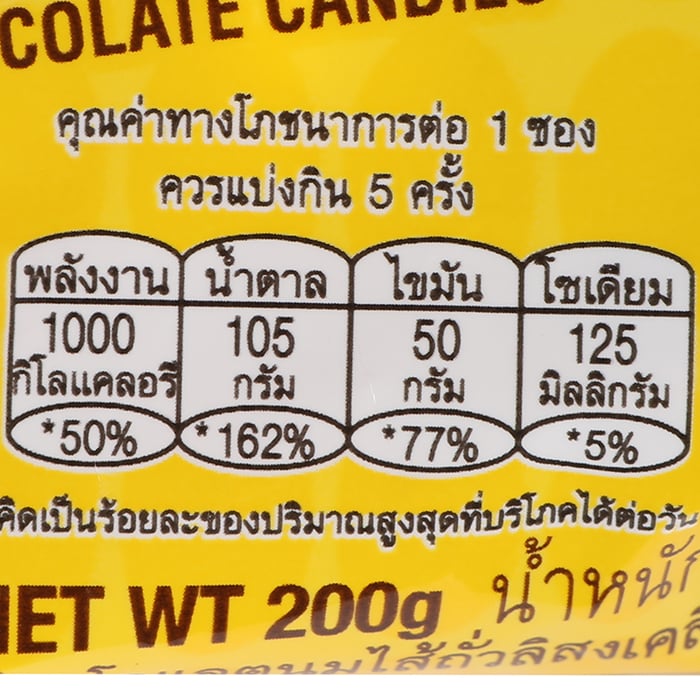 COLATE CANDIES
คุณค่าทางโภชนาการต่อ 1 ซอง
ควรแบ่งกิน 5 ครั้ง
พลังงาน น้ำตาล ไขมัน โซเดียม
1000 105 50 125
กิโลแคลอรี กรัม กรัม มิลลิกรัม
*50% *162% *77% *5%
คิดเป็นร้อยละของปริมาณสูงสุดที่บริโภคได้ต่อวัน
NET WT 200g น้ำหนัก